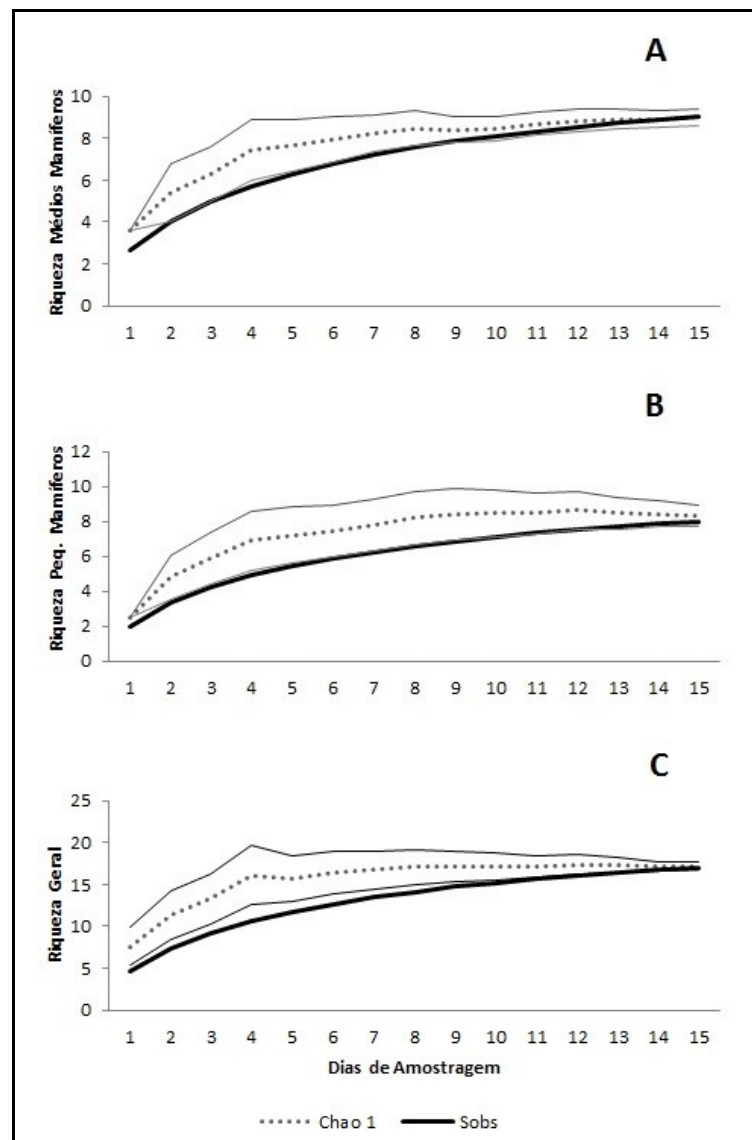 A
Riqueza Médios Mamíferos
10
8
6
4
2
0
1 2 3 4 5 6 7 8 9 10 11 12 13 14 15
B
Riqueza Peq. Mamíferos
12
10
8
6
4
2
0
1 2 3 4 5 6 7 8 9 10 11 12 13 14 15
C
Riqueza Geral
25
20
15
10
5
0
1 2 3 4 5 6 7 8 9 10 11 12 13 14 15
Dias de Amostragem
Chao 1 Sobs